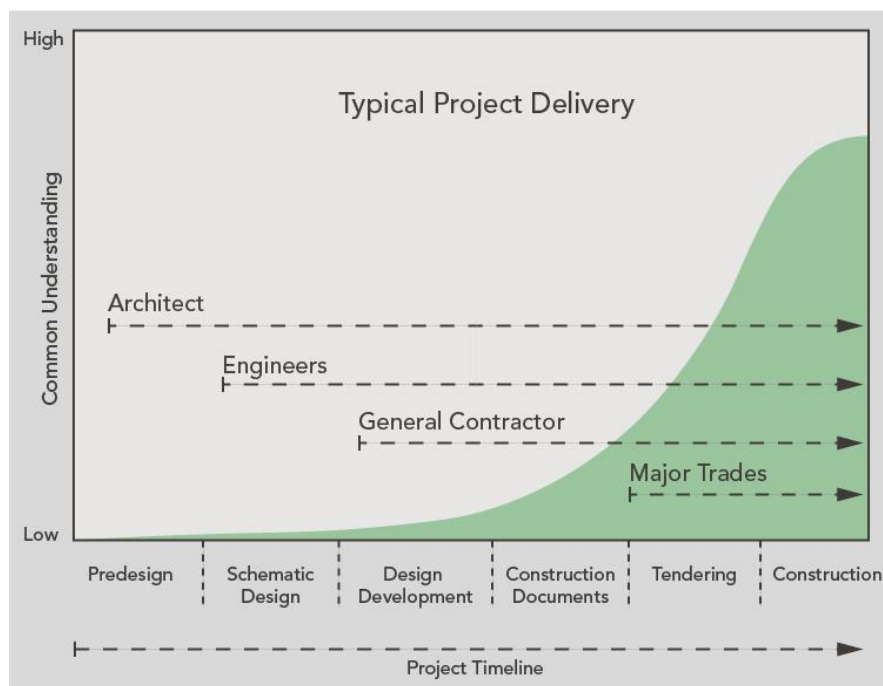 High
Typical Project Delivery
Common Understanding
Architect
Engineers
General Contractor
Major Trades
Low
Predesign
Schematic
Design
Design
Development
Construction
Documents
Tendering
Construction
Project Timeline